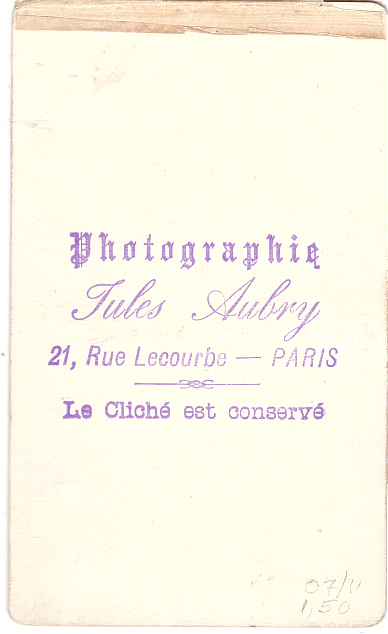 Photographie
Jules Aubry
21, Rue Lecourbe — PARIS
Le Cliché est conservé
1,50